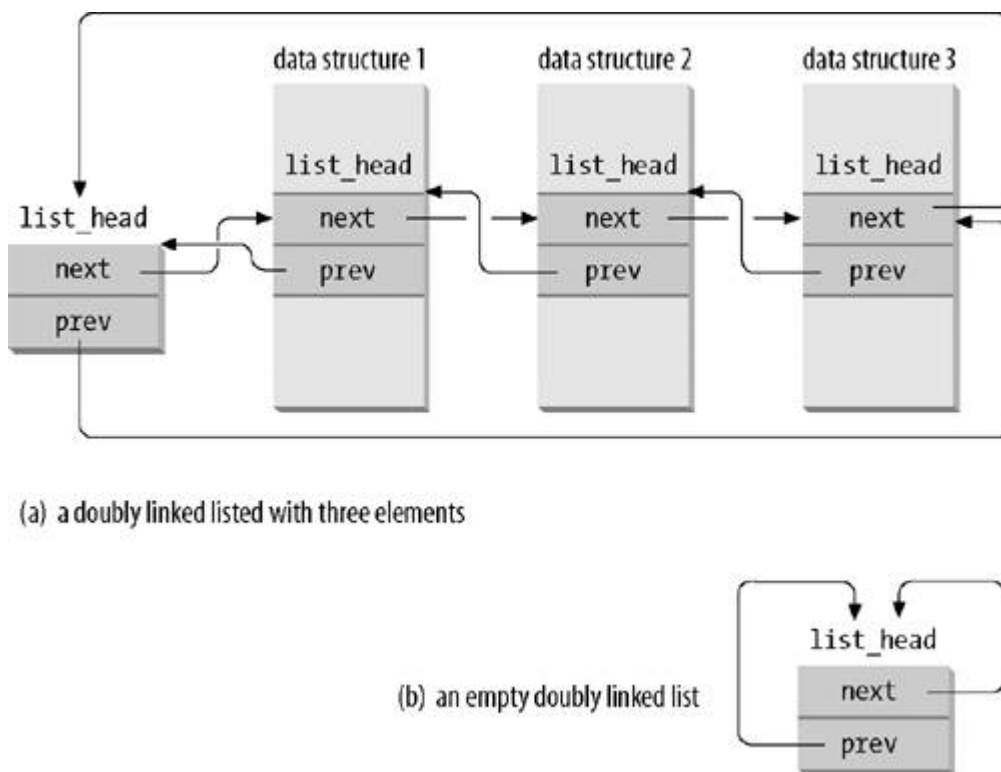 data structure 1
data structure 2
data structure 3
list_head
list_head
list_head
list_head
next
next
next
next
prev
prev
prev
prev
(a) a doubly linked listed with three elements
list_head
(b) an empty doubly linked list
next
prev